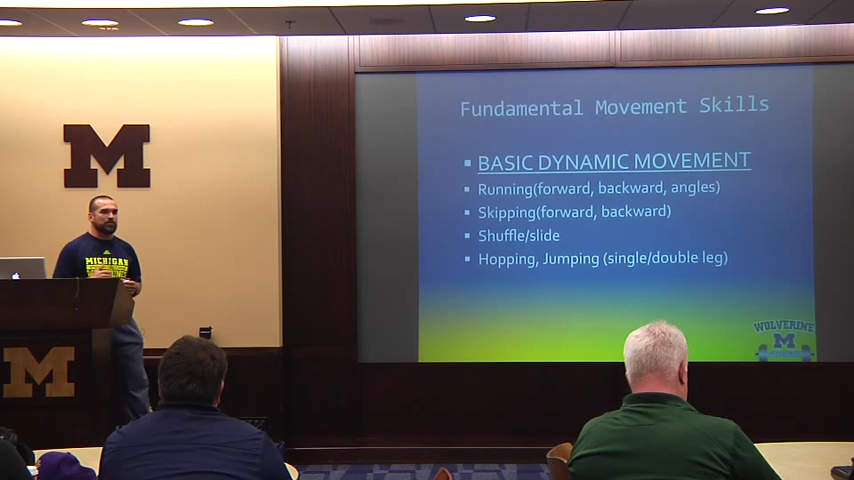 M
MICHIGAN
M
Fundamental Movement Skills
BASIC DYNAMIC MOVEMENT
Running(forward, backward, angles)
Skipping(forward, backward)
Shuffle/slide
Hopping, Jumping (single/double leg)
WOLVERINE
M